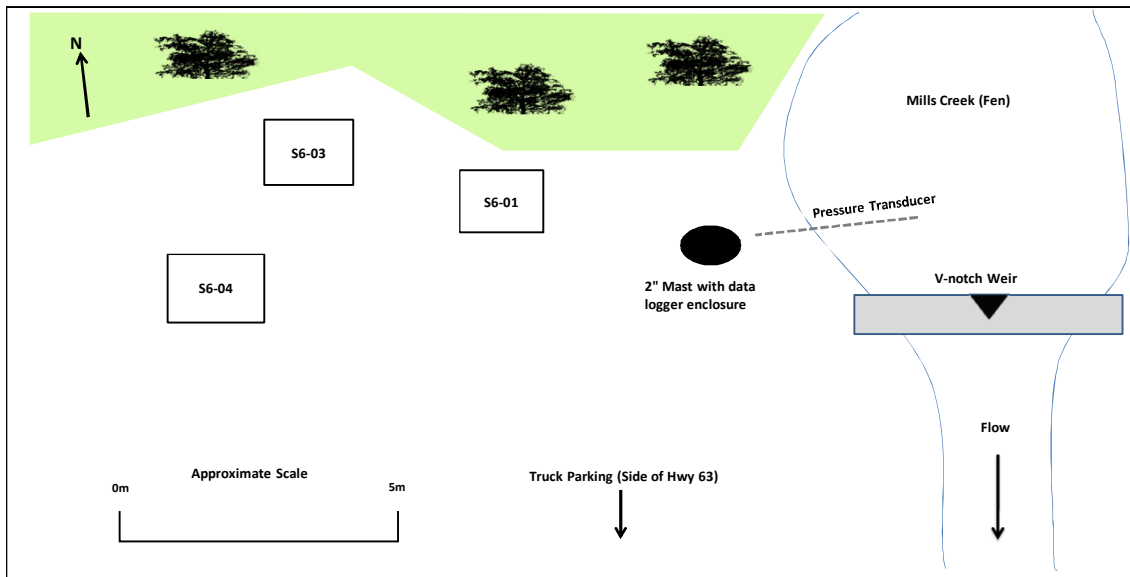 N
Mills Creek (Fen)
S6-03
S6-01
Pressure Transducer
S6-04
2" Mast with data
logger enclosure
V-notch Weir
Flow
Approximate Scale
Truck Parking (Side of Hwy 63)
0m
5m